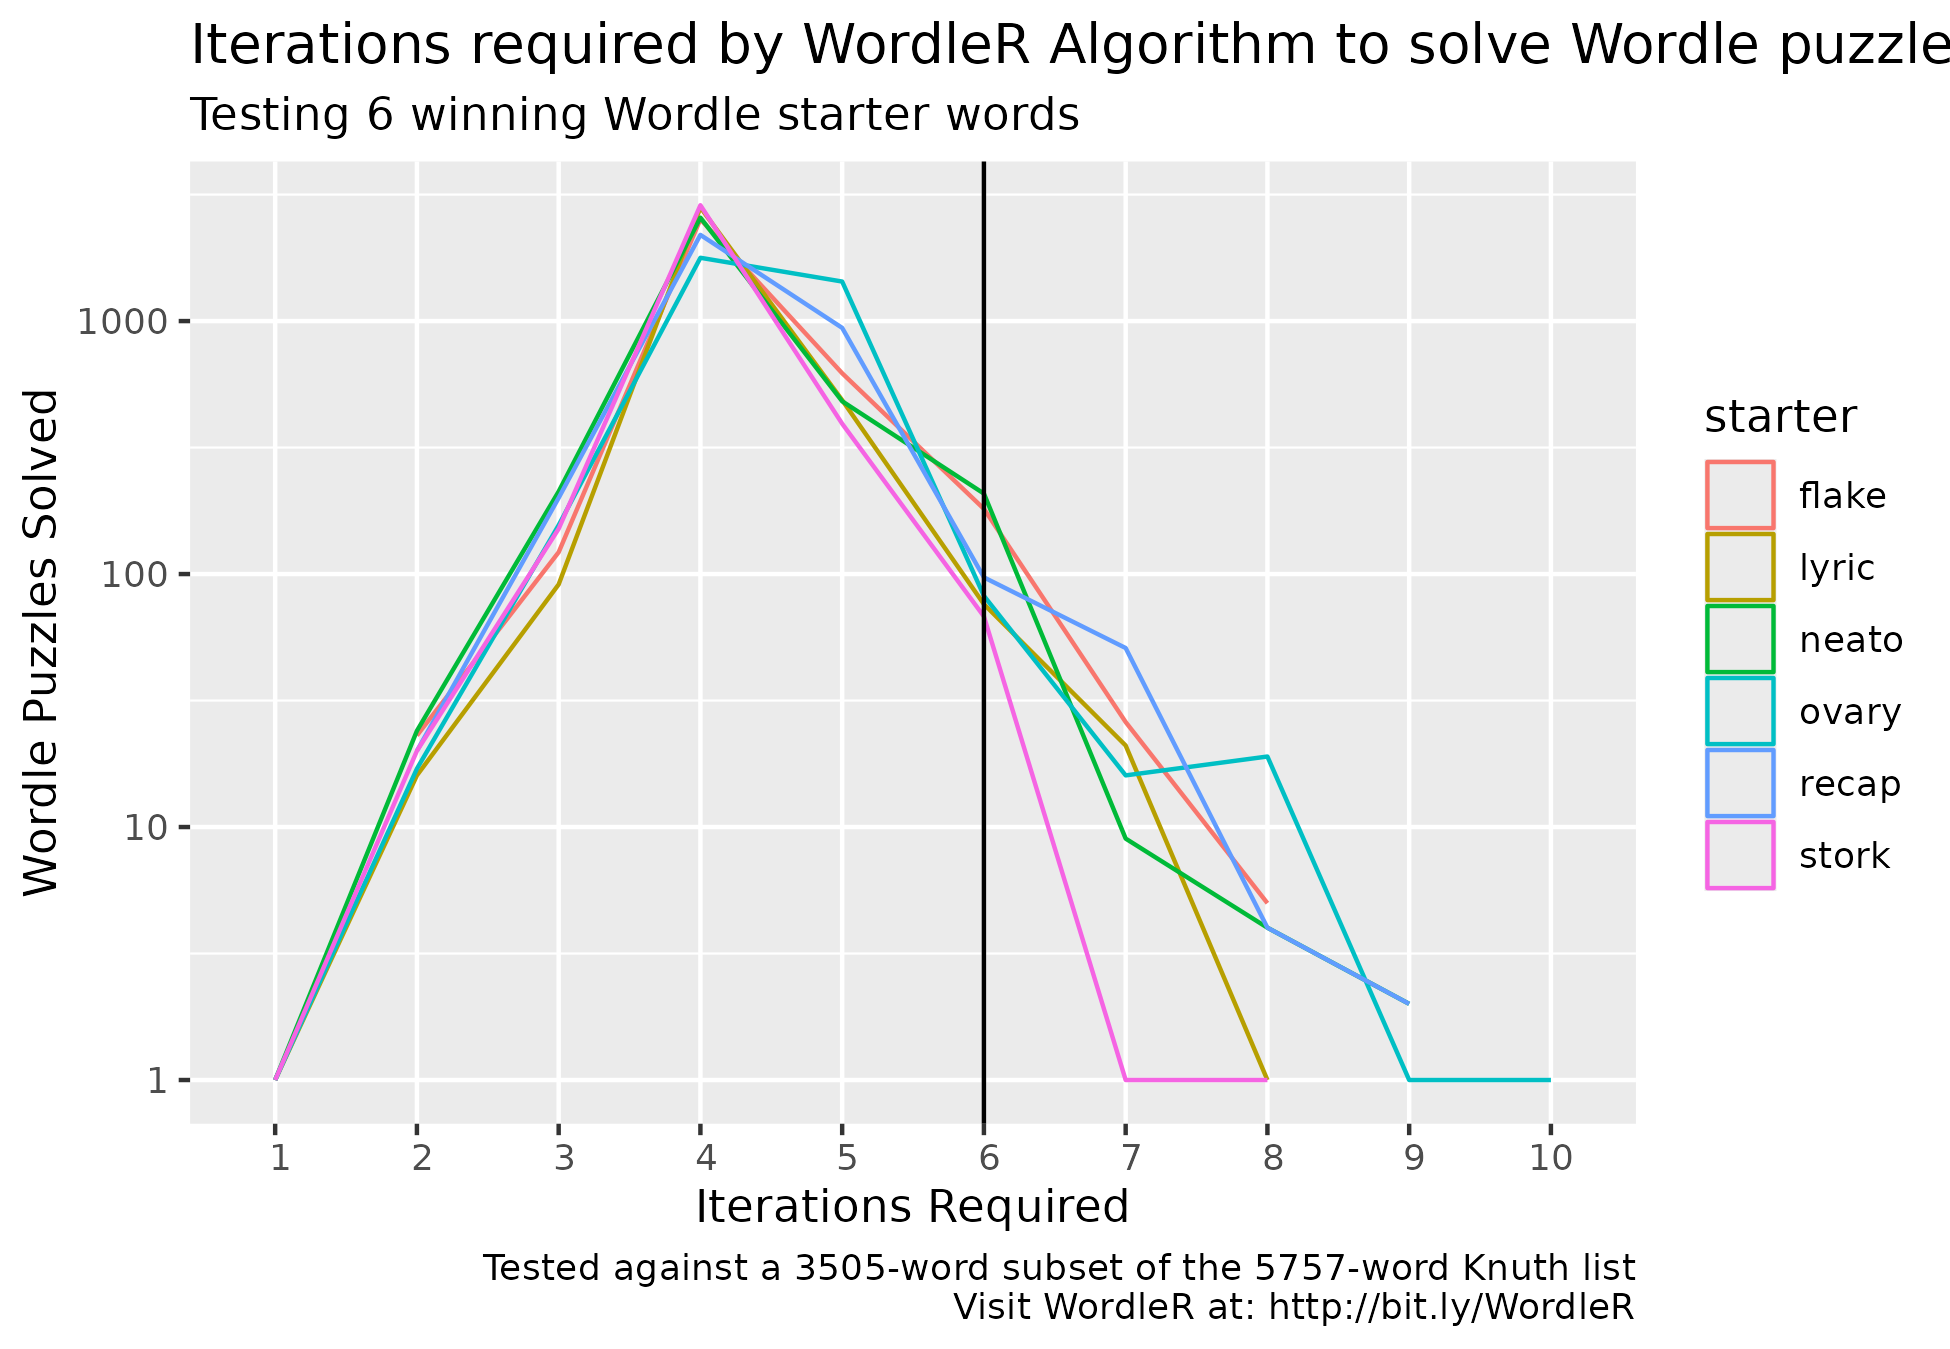 Iterations required by WordleR Algorithm to solve Wordle puzzle
Testing 6 winning Wordle starter words
Wordle Puzzles Solved
1000
100
10
1
1 2 3 4 5 6 7 8 9 10
Iterations Required
starter
flake
lyric
neato
ovary
recap
stork
Tested against a 3505-word subset of the 5757-word Knuth list
Visit WordleR at: http://bit.ly/WordleR